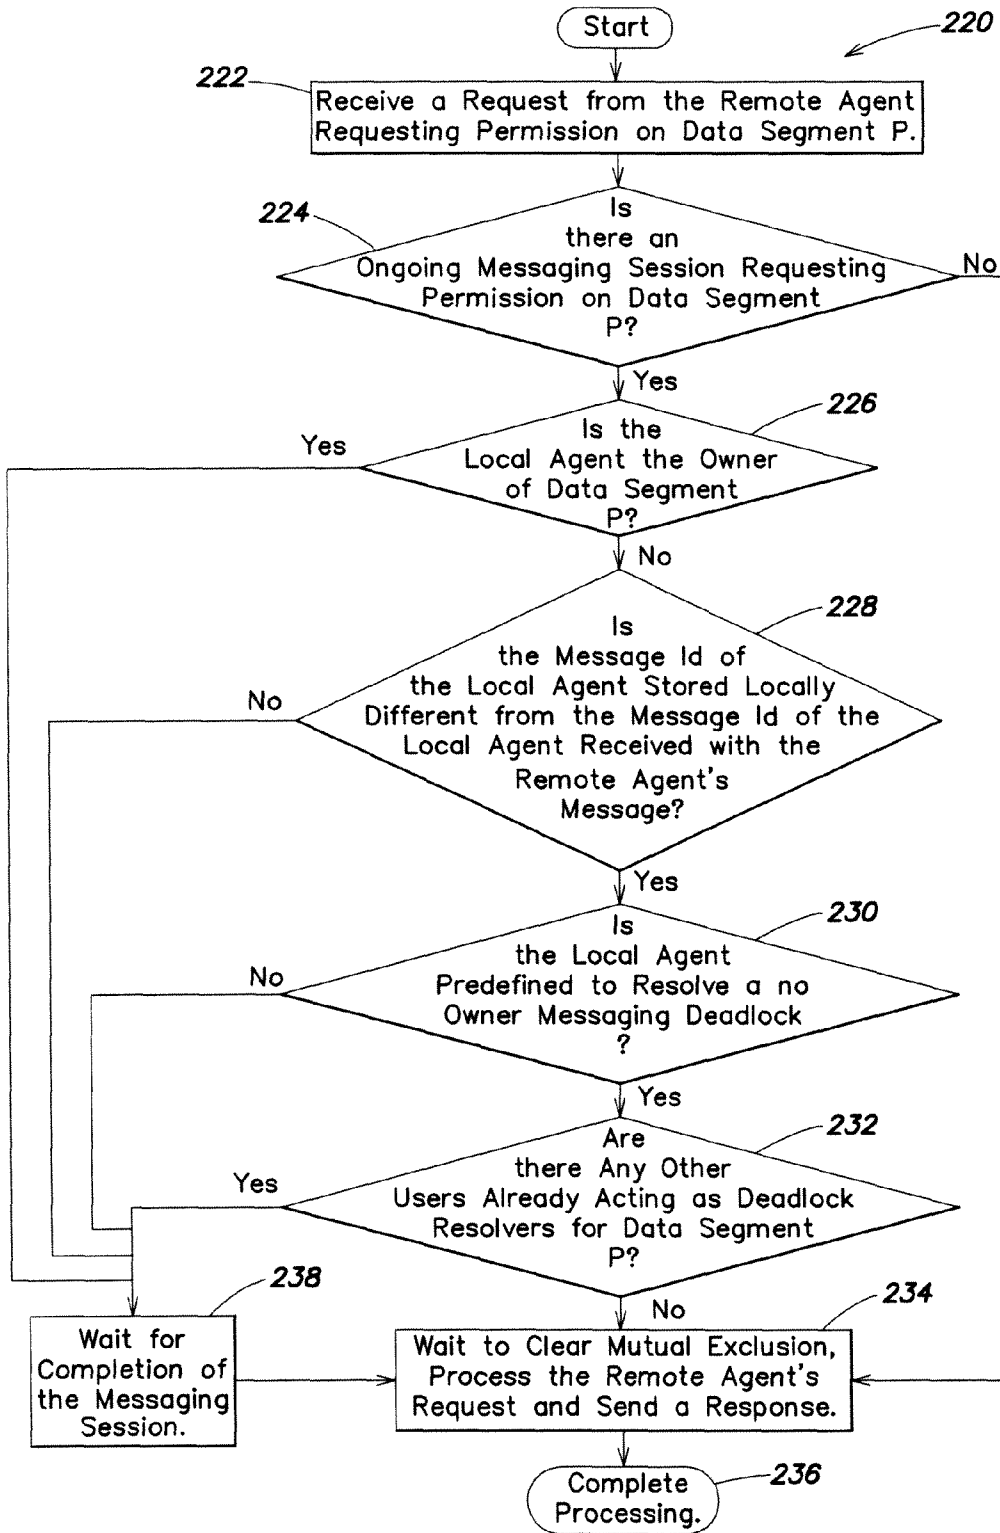 Start
220
222
Receive a Request from the Remote Agent
Requesting Permission on Data Segment P.
224
Is
there an
Ongoing Messaging Session Requesting
Permission on Data Segment
P?
No
Yes
226
Yes
Is the
Local Agent the Owner
of Data Segment
P?
No
228
Is
the Message Id of
the Local Agent Stored Locally
Different from the Message Id of the
Local Agent Received with the
Remote Agent's
Message?
No
Yes
230
Is
the Local Agent
Predefined to Resolve a no
Owner Messaging Deadlock
?
No
Yes
232
Are
there Any Other
Users Already Acting as Deadlock
Resolvers for Data Segment
P?
Yes
No
238
Wait for
Completion of
the Messaging
Session.
234
Wait to Clear Mutual Exclusion,
Process the Remote Agent's
Request and Send a Response.
236
Complete
Processing.